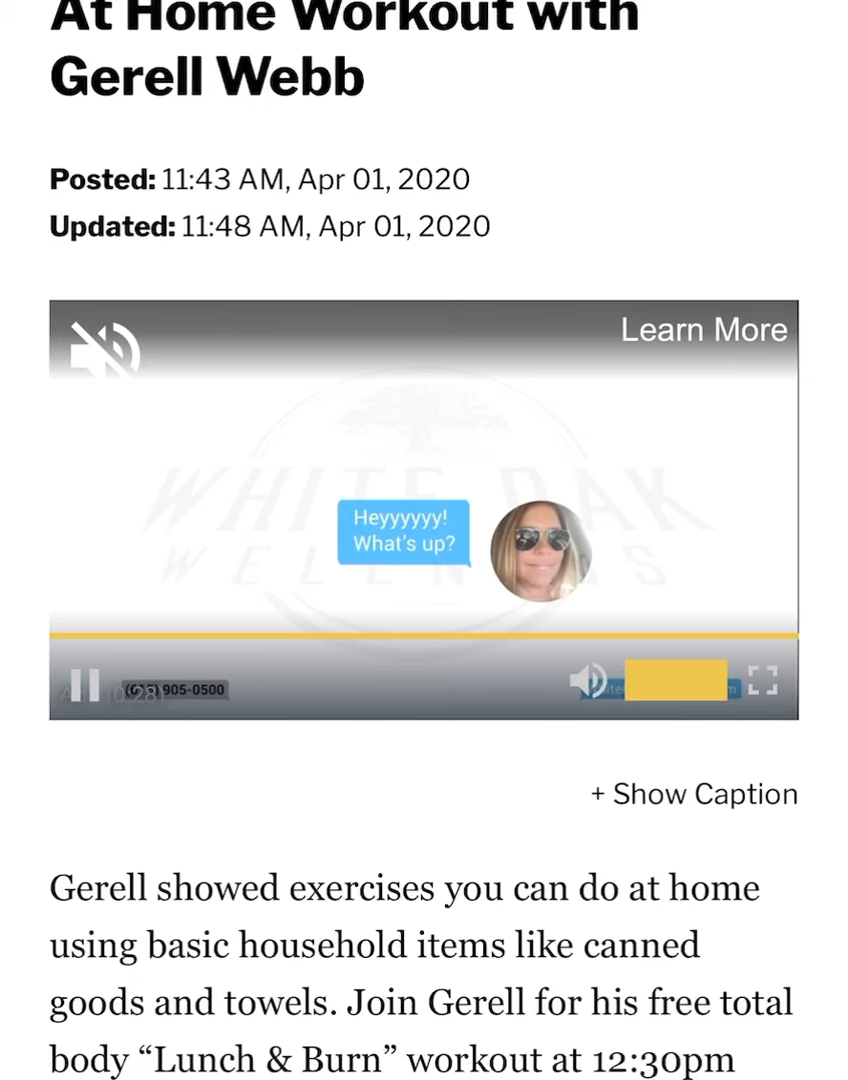 At Home Workout with
Gerell Webb
Posted: 11:43 AM, Apr 01, 2020
Updated: 11:48 AM, Apr 01, 2020
Learn More
WHITE OAK
Heyyyyyy!
What's up?
905-0500
+ Show Caption
Gerell showed exercises you can do at home
using basic household items like canned
goods and towels. Join Gerell for his free total
body “Lunch & Burn” workout at 12:30pm